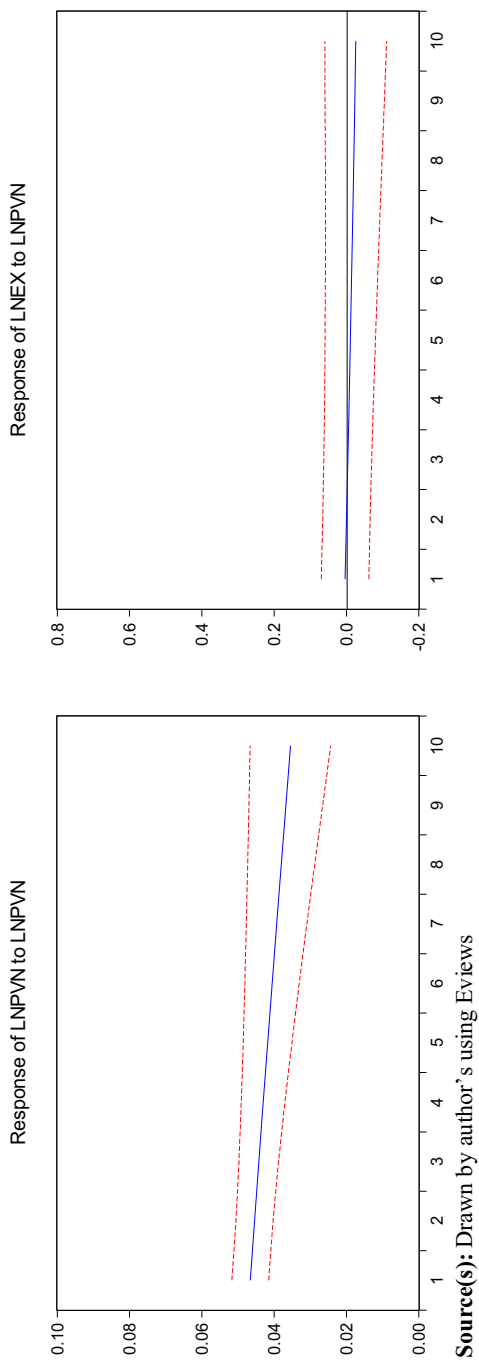 Response of LNPVN to LNPVN
0.10
0.08
0.06
0.04
0.02
0.00
1 2 3 4 5 6 7 8 9 10
Response of LNEX to LNPVN
0.8
0.6
0.4
0.2
0.0
-0.2
1 2 3 4 5 6 7 8 9 10
Source(s): Drawn by author's using Eviews